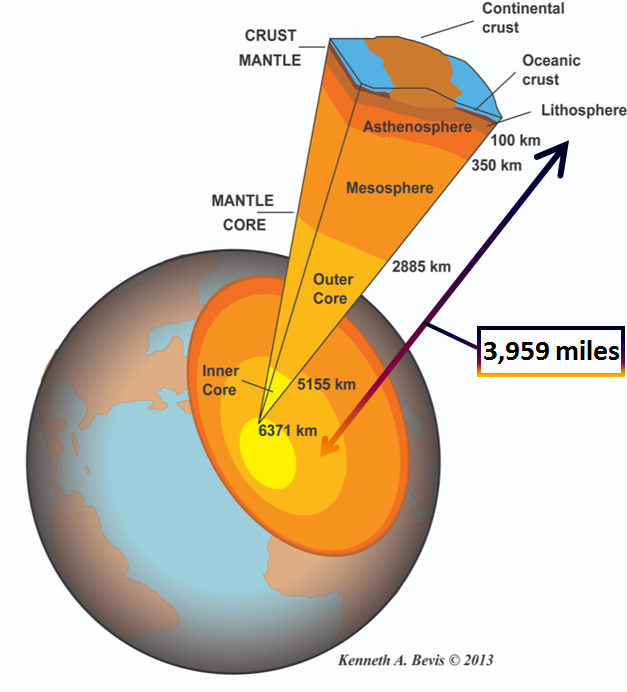 Continental
crust
CRUST
MANTLE
Oceanic
crust
Lithosphere
Asthenosphere
100 km
350 km
Mesosphere
MANTLE
CORE
2885 km
Outer
Core
3,959 miles
Inner
Core
5155 km
6371 km
Kenneth A. Bevis © 2013